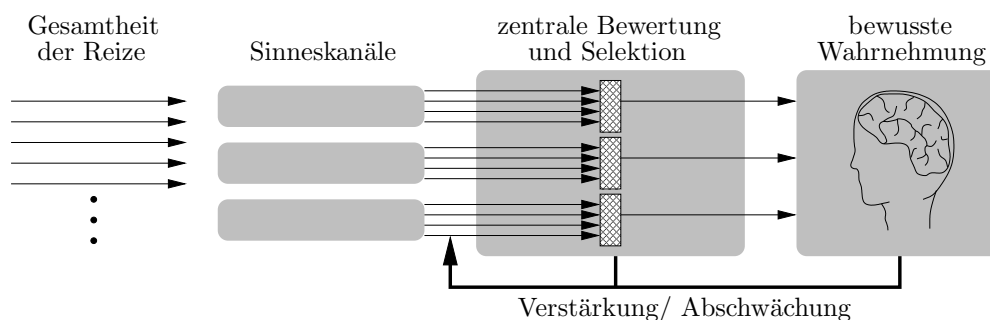 Gesamtheit
der Reize
Sinneskanäle
zentrale Bewertung
und Selektion
bewusste
Wahrnehmung
Verstärkung/ Abschwächung